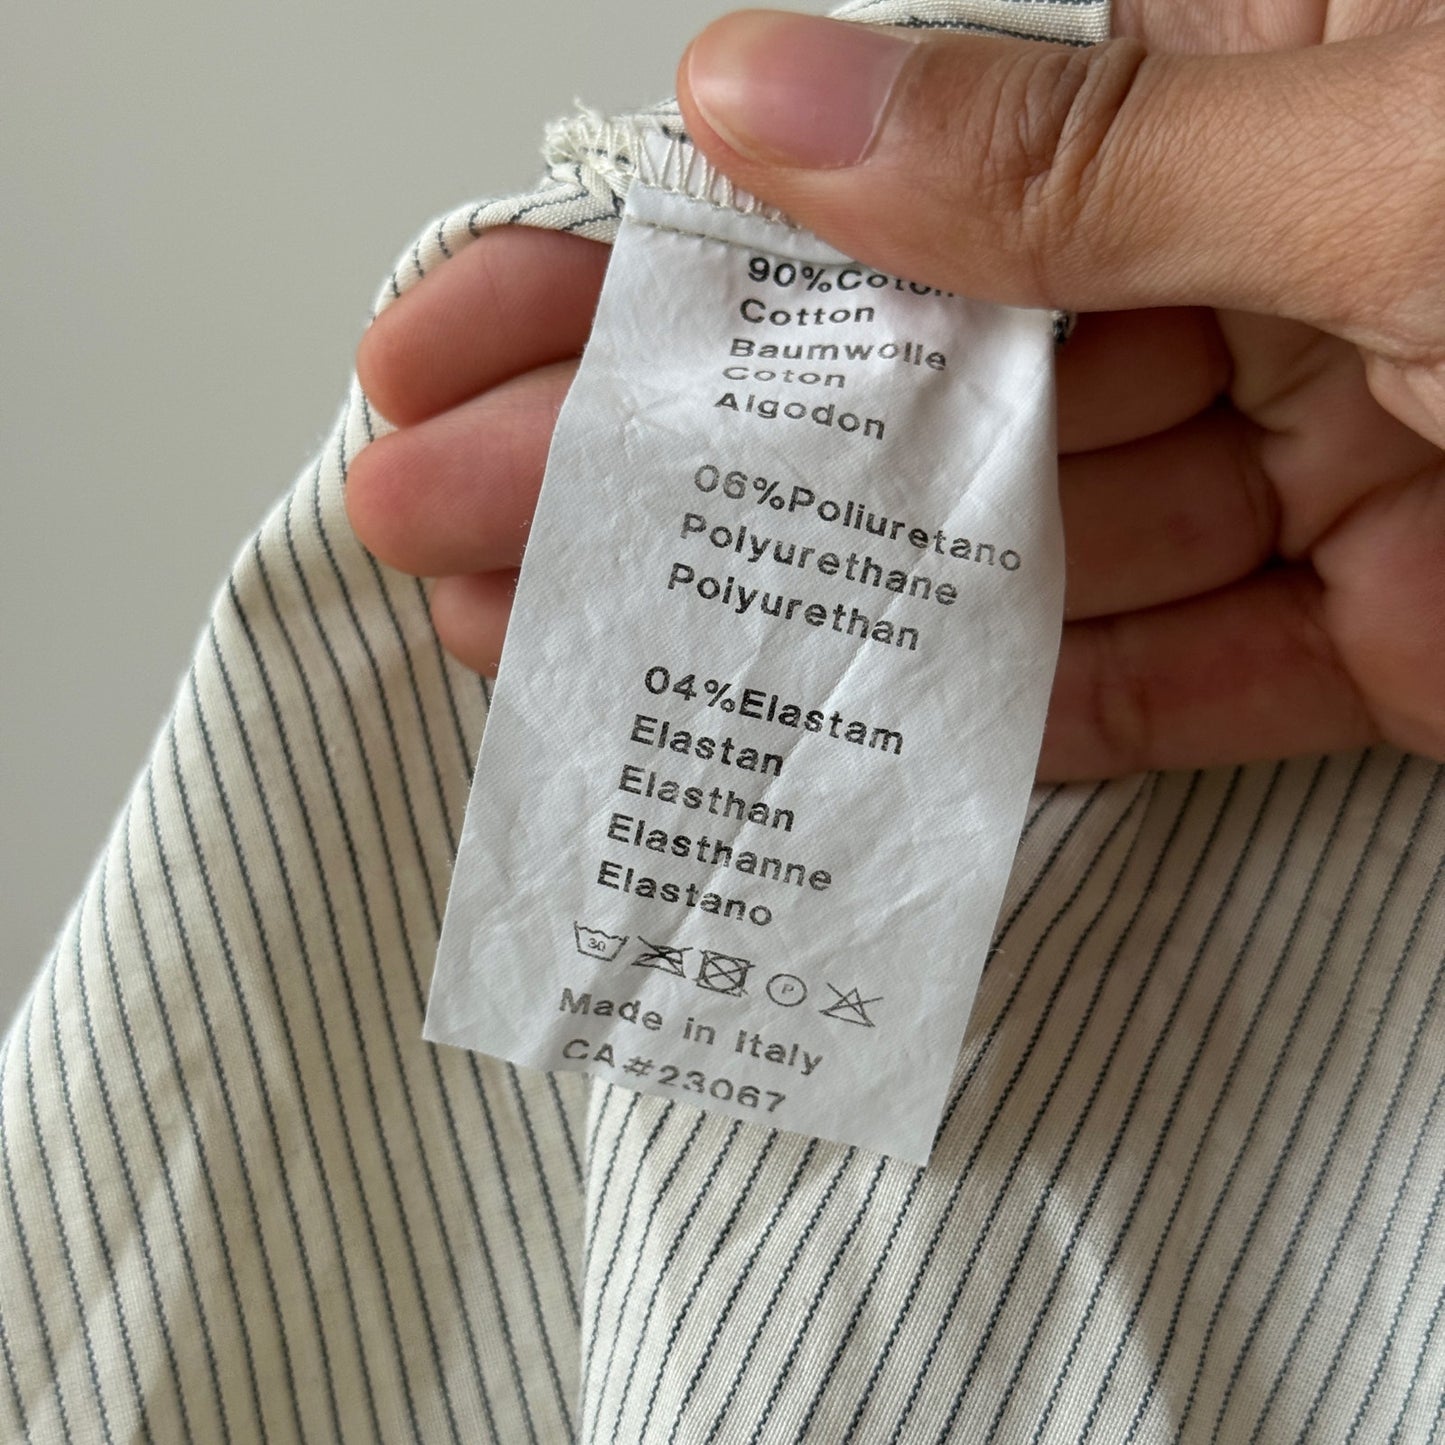 90%Coton
Cotton
Baumwolle
Coton
Algodon
06%Poliuretano
Polyurethane
Polyurethan
04%Elastam
Elastan
Elasthan
Elasthanne
Elastano
30
P
Made in Italy
CA#23067